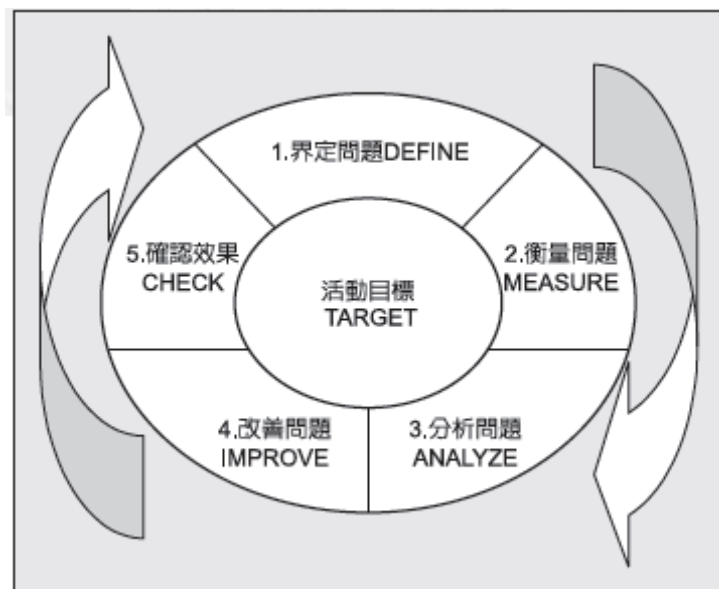 1.界定問題DEFINE
2.衡量問題
MEASURE
3.分析問題
ANALYZE
4.改善問題
IMPROVE
5.確認效果
CHECK
活動目標
TARGET